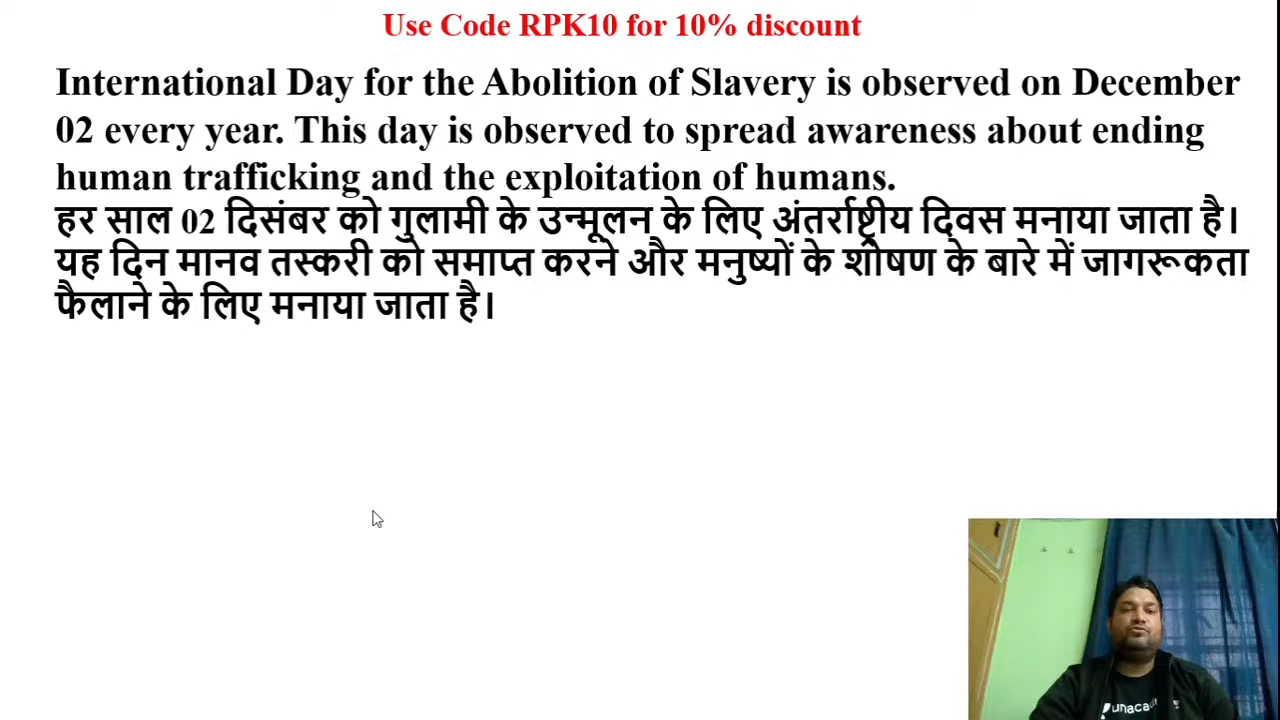 Use Code RPK10 for 10% discount
International Day for the Abolition of Slavery is observed on December
02 every year. This day is observed to spread awareness about ending
human trafficking and the exploitation of humans.
हर साल 02 दिसंबर को गुलामी के उन्मूलन के लिए अंतर्राष्ट्रीय दिवस मनाया जाता है।
यह दिन मानव तस्करी को समाप्त करने और मनुष्यों के शोषण के बारे में जागरूकता
फैलाने के लिए मनाया जाता है।